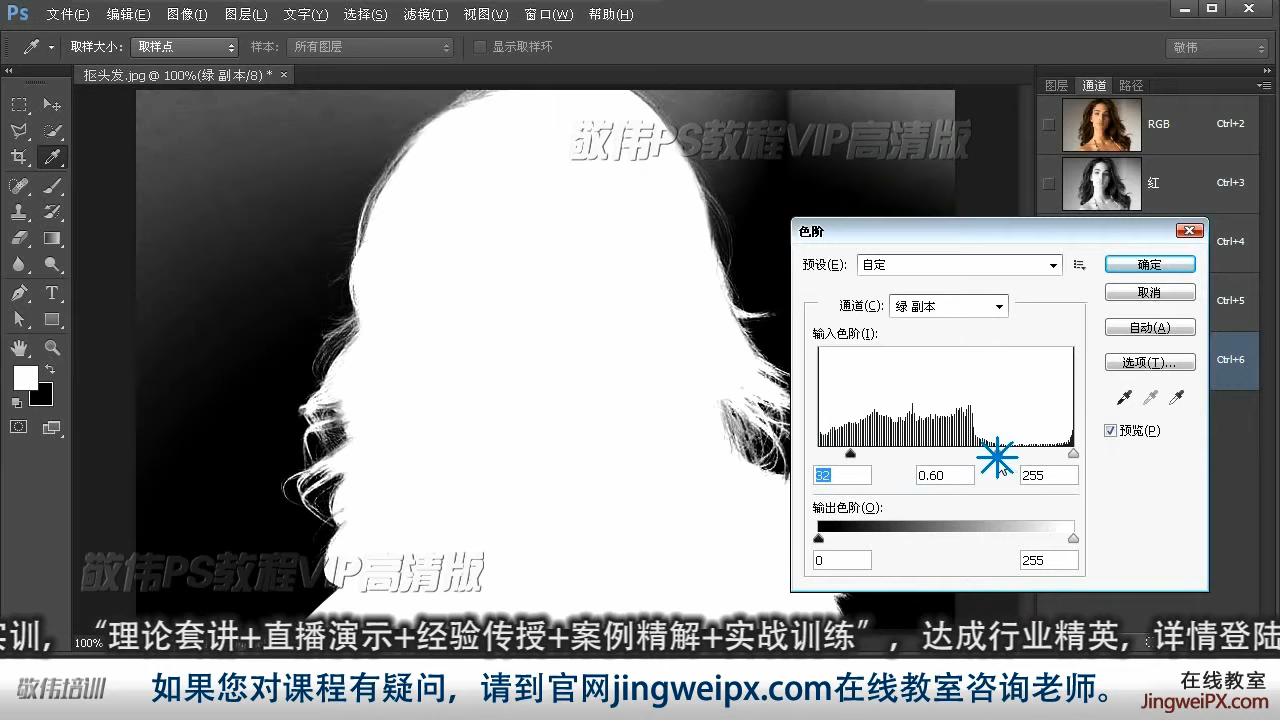 Ps 文件(F) 编辑(E) 图像(I) 图层(L) 文字(Y) 选择(S) 滤镜(T) 视图(V) 窗口(W) 帮助(H)
取样大小: 取样点 样本: 所有图层 显示取样环 敬伟
抠头发.jpg @ 100%(绿 副本/8) * ×
图层 通道 路径
RGB Ctrl+2
敬伟PS教程VIP高清版
红 Ctrl+3
色阶
Ctrl+4
预设(E): 自定 确定
取消
通道(C): 绿 副本
Ctrl+5
自动(A)
输入色阶(I):
选项(T)...
Ctrl+6
预览(P)
32 0.60 255
输出色阶(O):
0 255
敬伟PS教程VIP高清版
实训，“理论套讲+直播演示+经验传授+案例精解+实战训练”，达成行业精英，详情登陆
100%
敬伟培训 如果您对课程有疑问，请到官网jingweipx.com在线教室咨询老师。
在线教室
JingweiPX.com